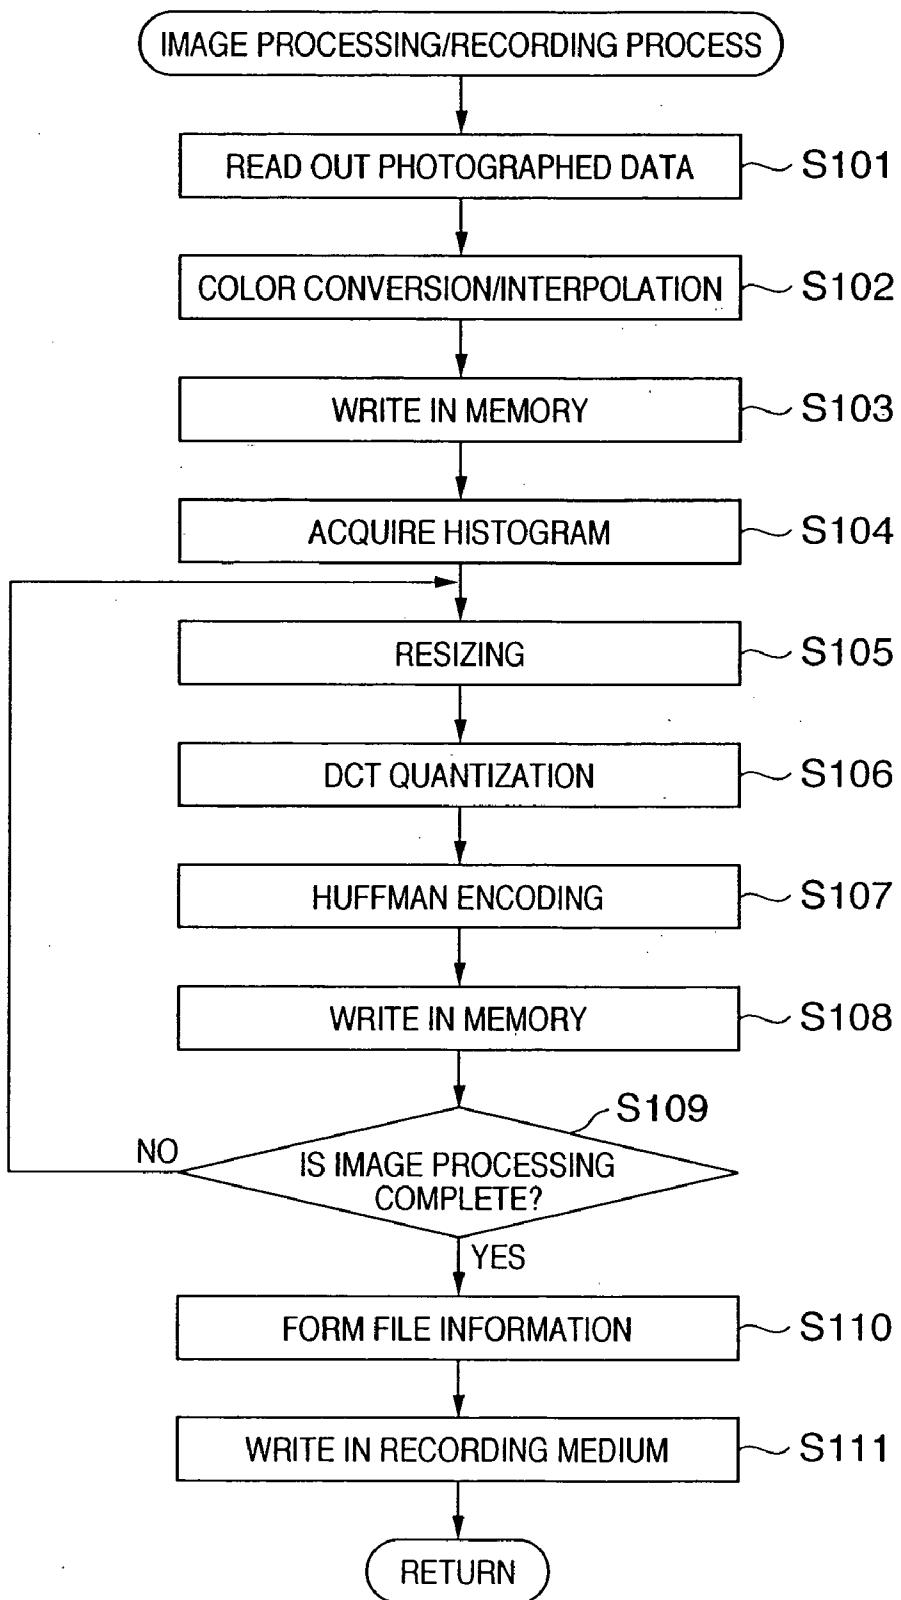 IMAGE PROCESSING/RECORDING PROCESS
READ OUT PHOTOGRAPHED DATA S101
COLOR CONVERSION/INTERPOLATION S102
WRITE IN MEMORY S103
ACQUIRE HISTOGRAM S104
RESIZING S105
DCT QUANTIZATION S106
HUFFMAN ENCODING S107
WRITE IN MEMORY S108
S109
NO
IS IMAGE PROCESSING
COMPLETE?
YES
FORM FILE INFORMATION S110
WRITE IN RECORDING MEDIUM S111
RETURN